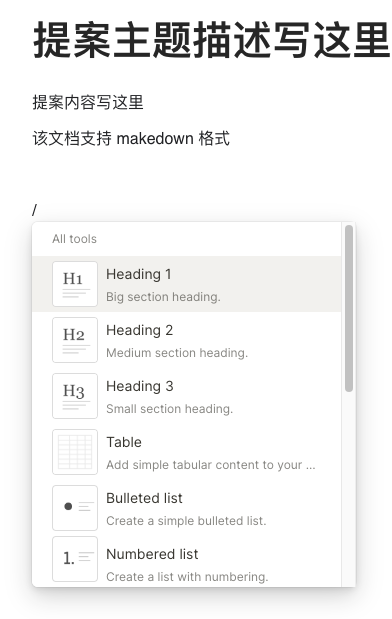 提案主题描述写这里
提案内容写这里
该文档支持 makedown 格式
/
All tools
H1
Heading 1
Big section heading.
H2
Heading 2
Medium section heading.
H3
Heading 3
Small section heading.
Table
Add simple tabular content to your ...
Bulleted list
Create a simple bulleted list.
1.
Numbered list
Create a list with numbering.